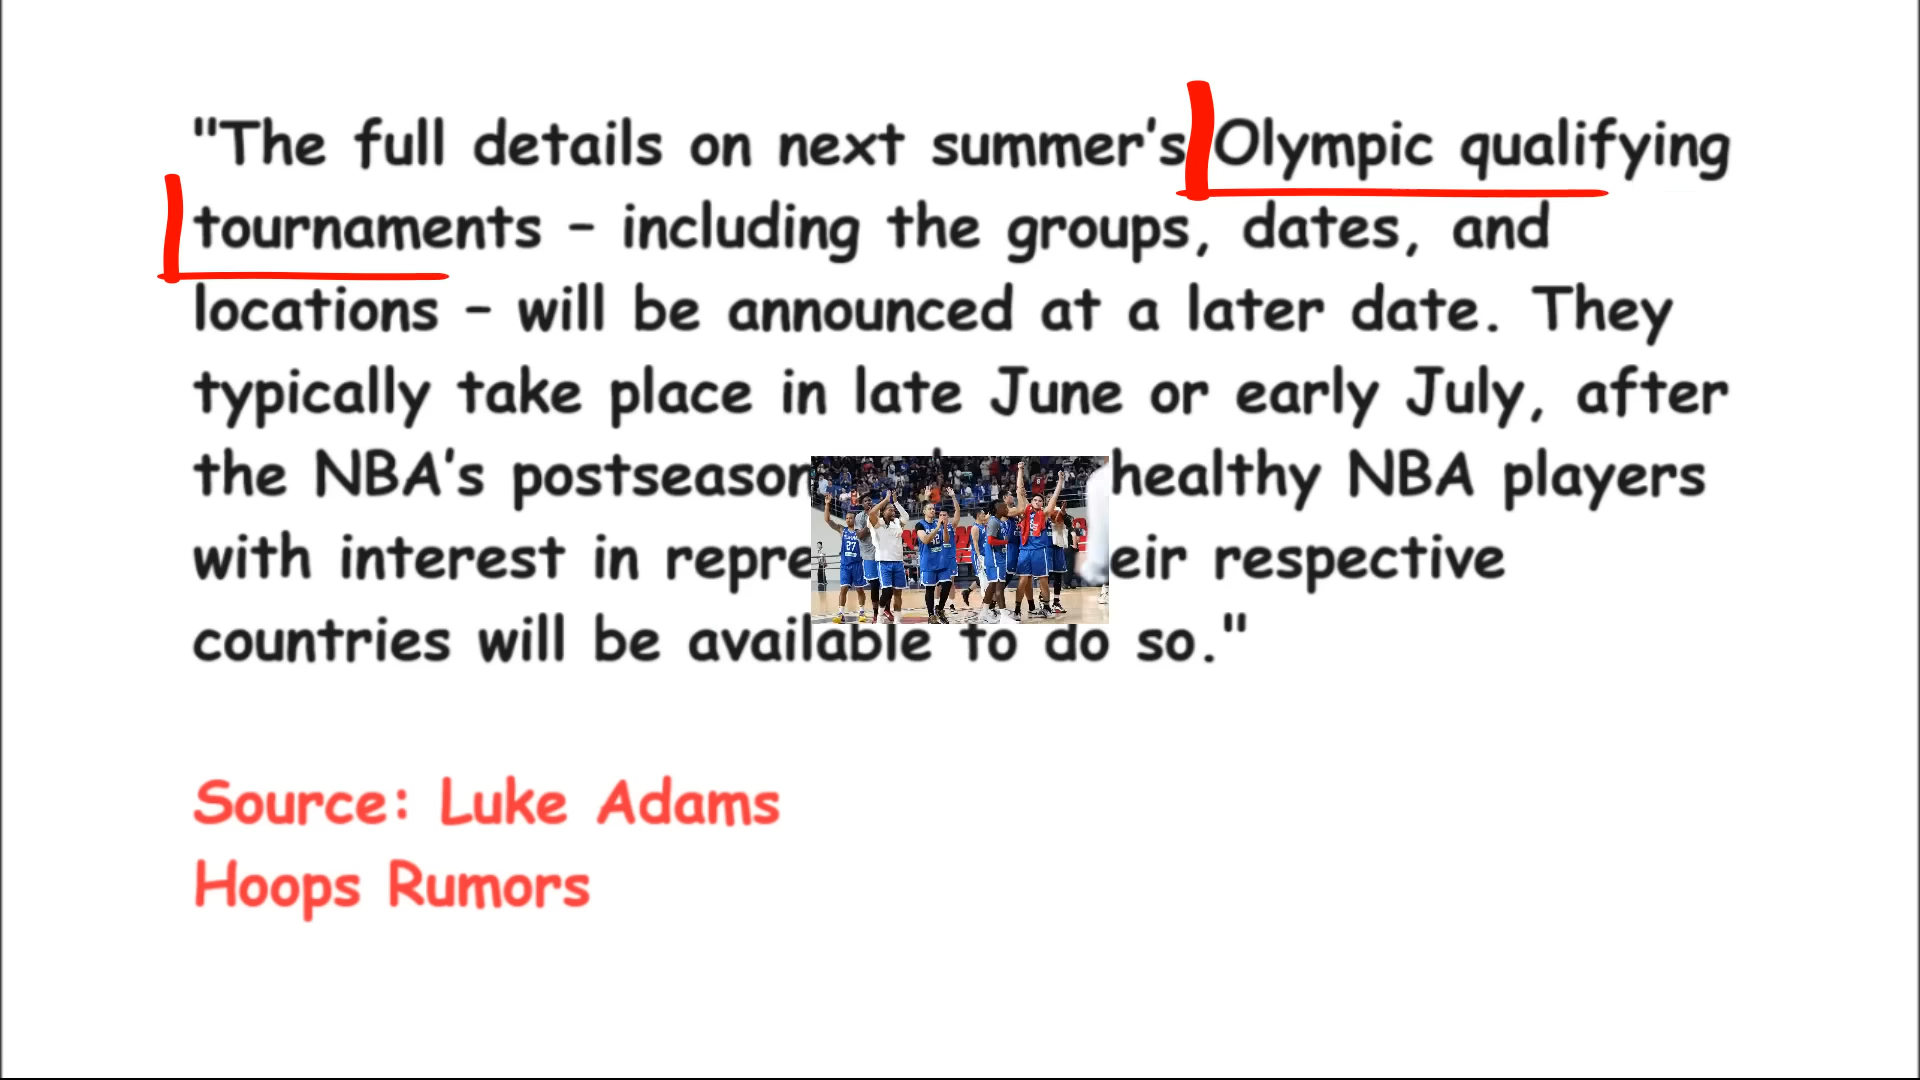 "The full details on next summer's Olympic qualifying
tournaments – including the groups, dates, and
locations – will be announced at a later date. They
typically take place in late June or early July, after
the NBA's postseason healthy NBA players
with interest in respective
countries will be available to do so."
Source: Luke Adams
Hoops Rumors